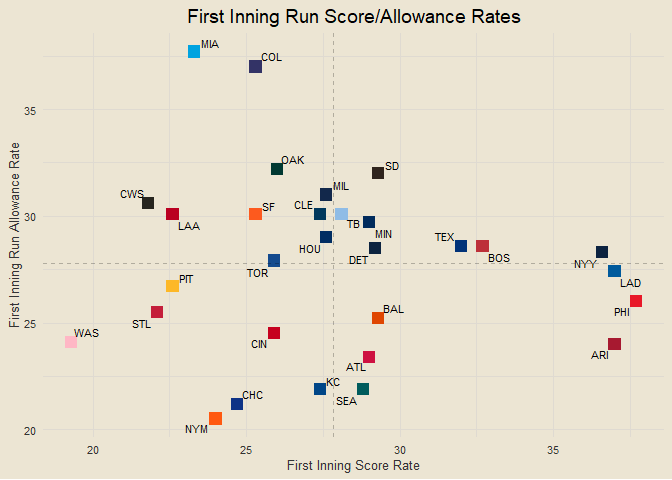 First Inning Run Score/Allowance Rates
MIA
COL
35
OAK
SD
MIL
CWS
CLE
SF
30
LAA
TB
MIN
TEX
HOU
DET
BOS
NYY
TOR
PIT
LAD
BAL
PHI
STL
25
WAS
CIN
ARI
ATL
KC
CHC
SEA
NYM
20
20
25
30
35
First Inning Score Rate
First Inning Run Allowance Rate